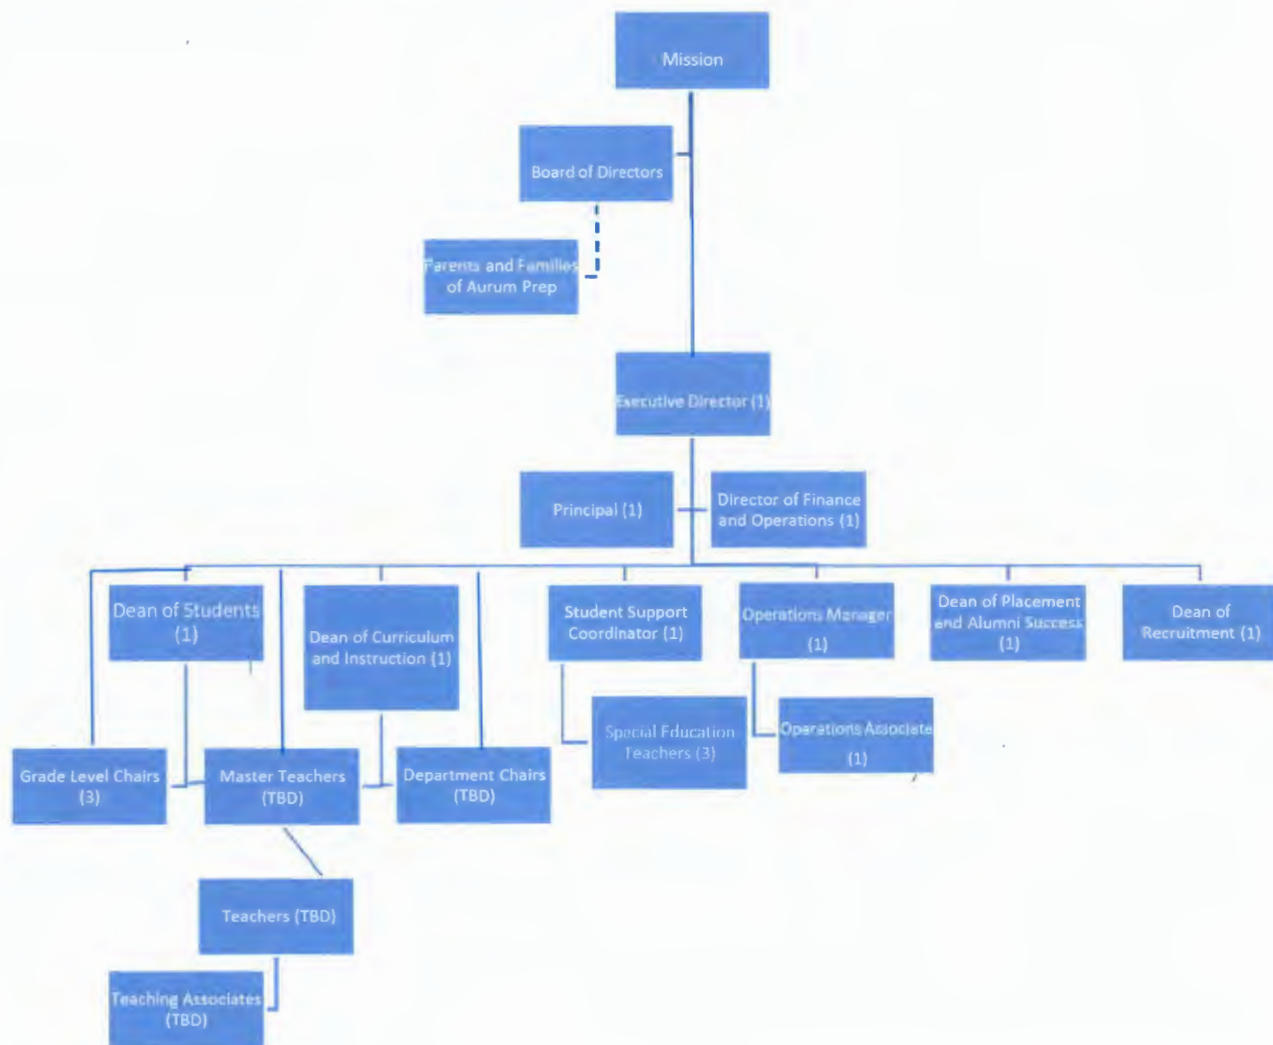 Mission
Board of Directors
Parents and Families
of Aurum Prep
Executive Director (1)
Principal (1)
Director of Finance
and Operations (1)
Dean of Students
(1)
Dean of Curriculum
and Instruction (1)
Student Support
Coordinator (1)
Operations Manager
(1)
Dean of Placement
and Alumni Success
(1)
Dean of
Recruitment (1)
Grade Level Chairs
(3)
Master Teachers
(TBD)
Department Chairs
(TBD)
Special Education
Teachers (3)
Operations Associate
(1)
Teachers (TBD)
Teaching Associates
(TBD)